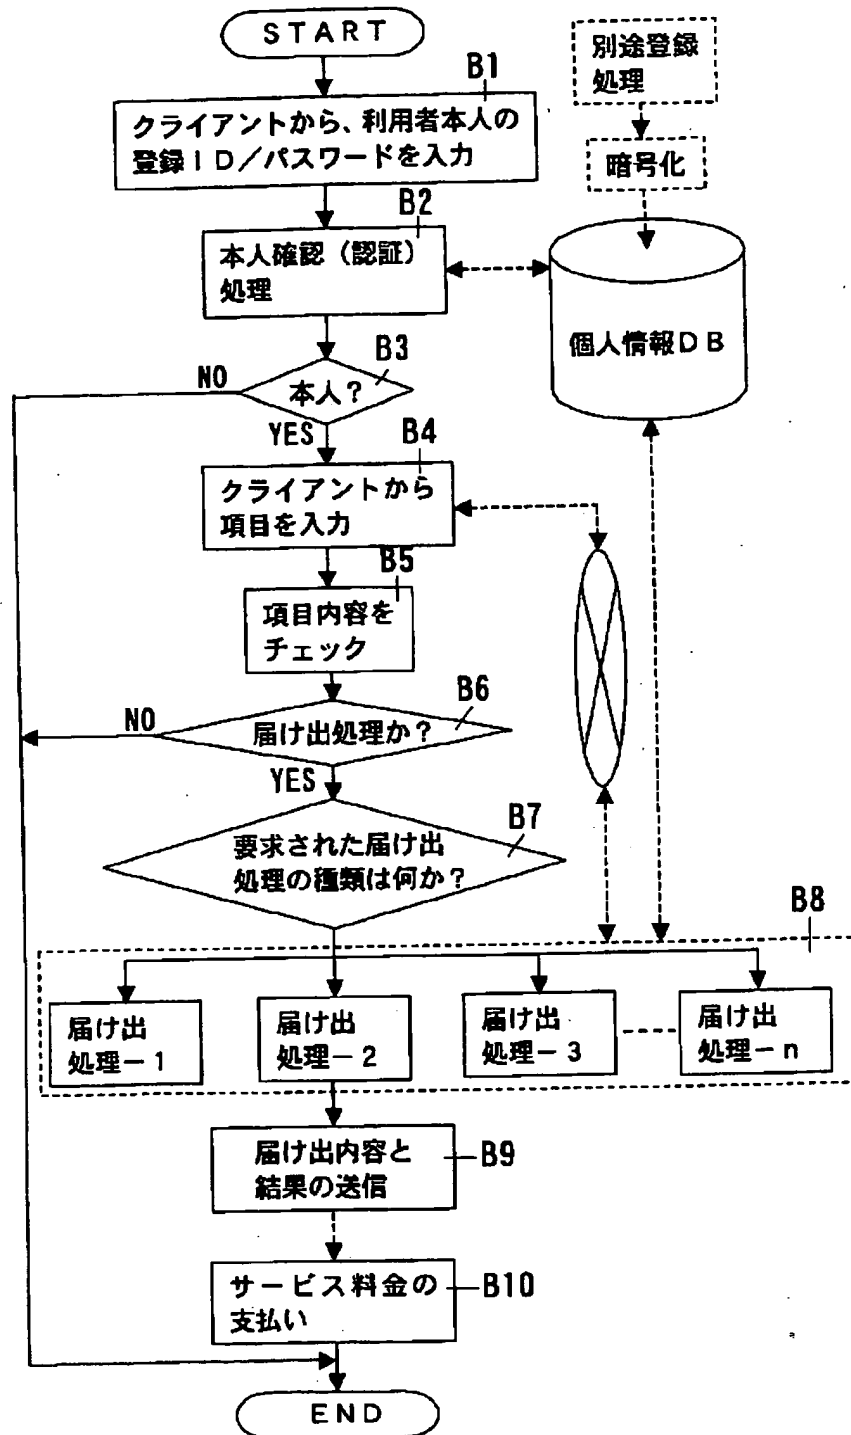 START
別途登録
処理
B1
クライアントから、利用者本人の
登録ID/パスワードを入力
暗号化
B2
本人確認（認証）
処理
個人情報DB
B3
NO
本人？
YES
B4
クライアントから
項目を入力
B5
項目内容を
チェック
B6
NO
届け出処理か？
YES
B7
要求された届け出
処理の種類は何か？
B8
届け出
処理－1
届け出
処理－2
届け出
処理－3
届け出
処理－n
届け出内容と
結果の送信
B9
サービス料金の
支払い
B10
END